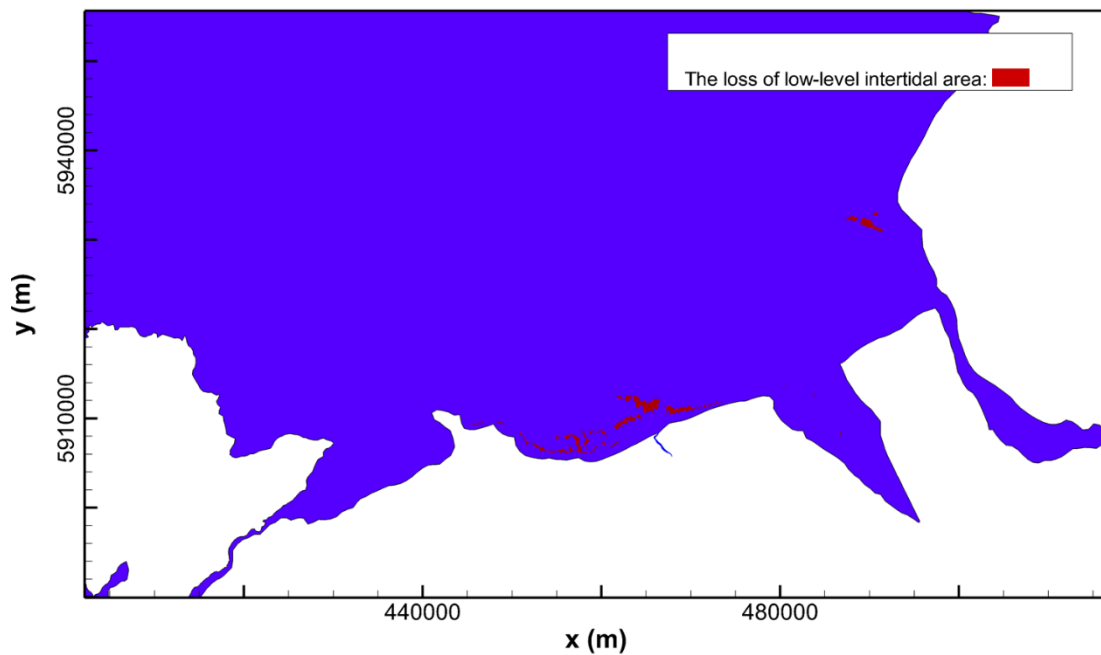 The loss of low-level intertidal area:
5940000
y (m)
5910000
440000
480000
x (m)